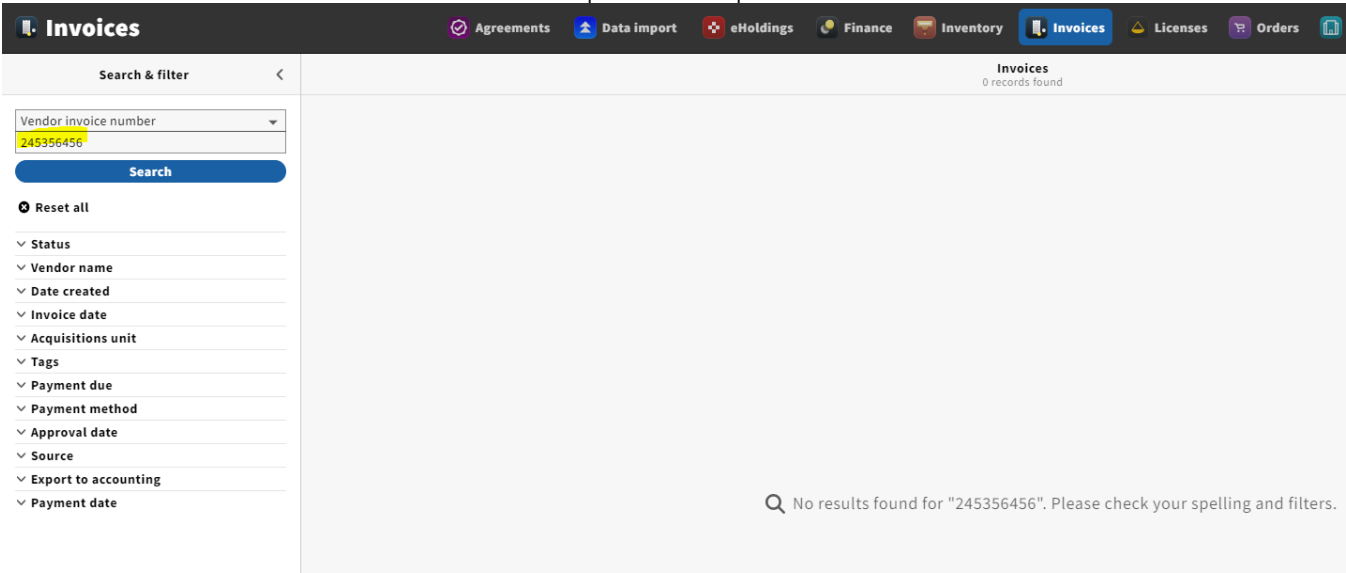 Invoices
Agreements Data import eHoldings Finance Inventory Invoices Licenses Orders
Search & filter
Invoices
0 records found
Vendor invoice number
245356456
Search
Reset all
Status
Vendor name
Date created
Invoice date
Acquisitions unit
Tags
Payment due
Payment method
Approval date
Source
Export to accounting
Payment date
No results found for "245356456". Please check your spelling and filters.